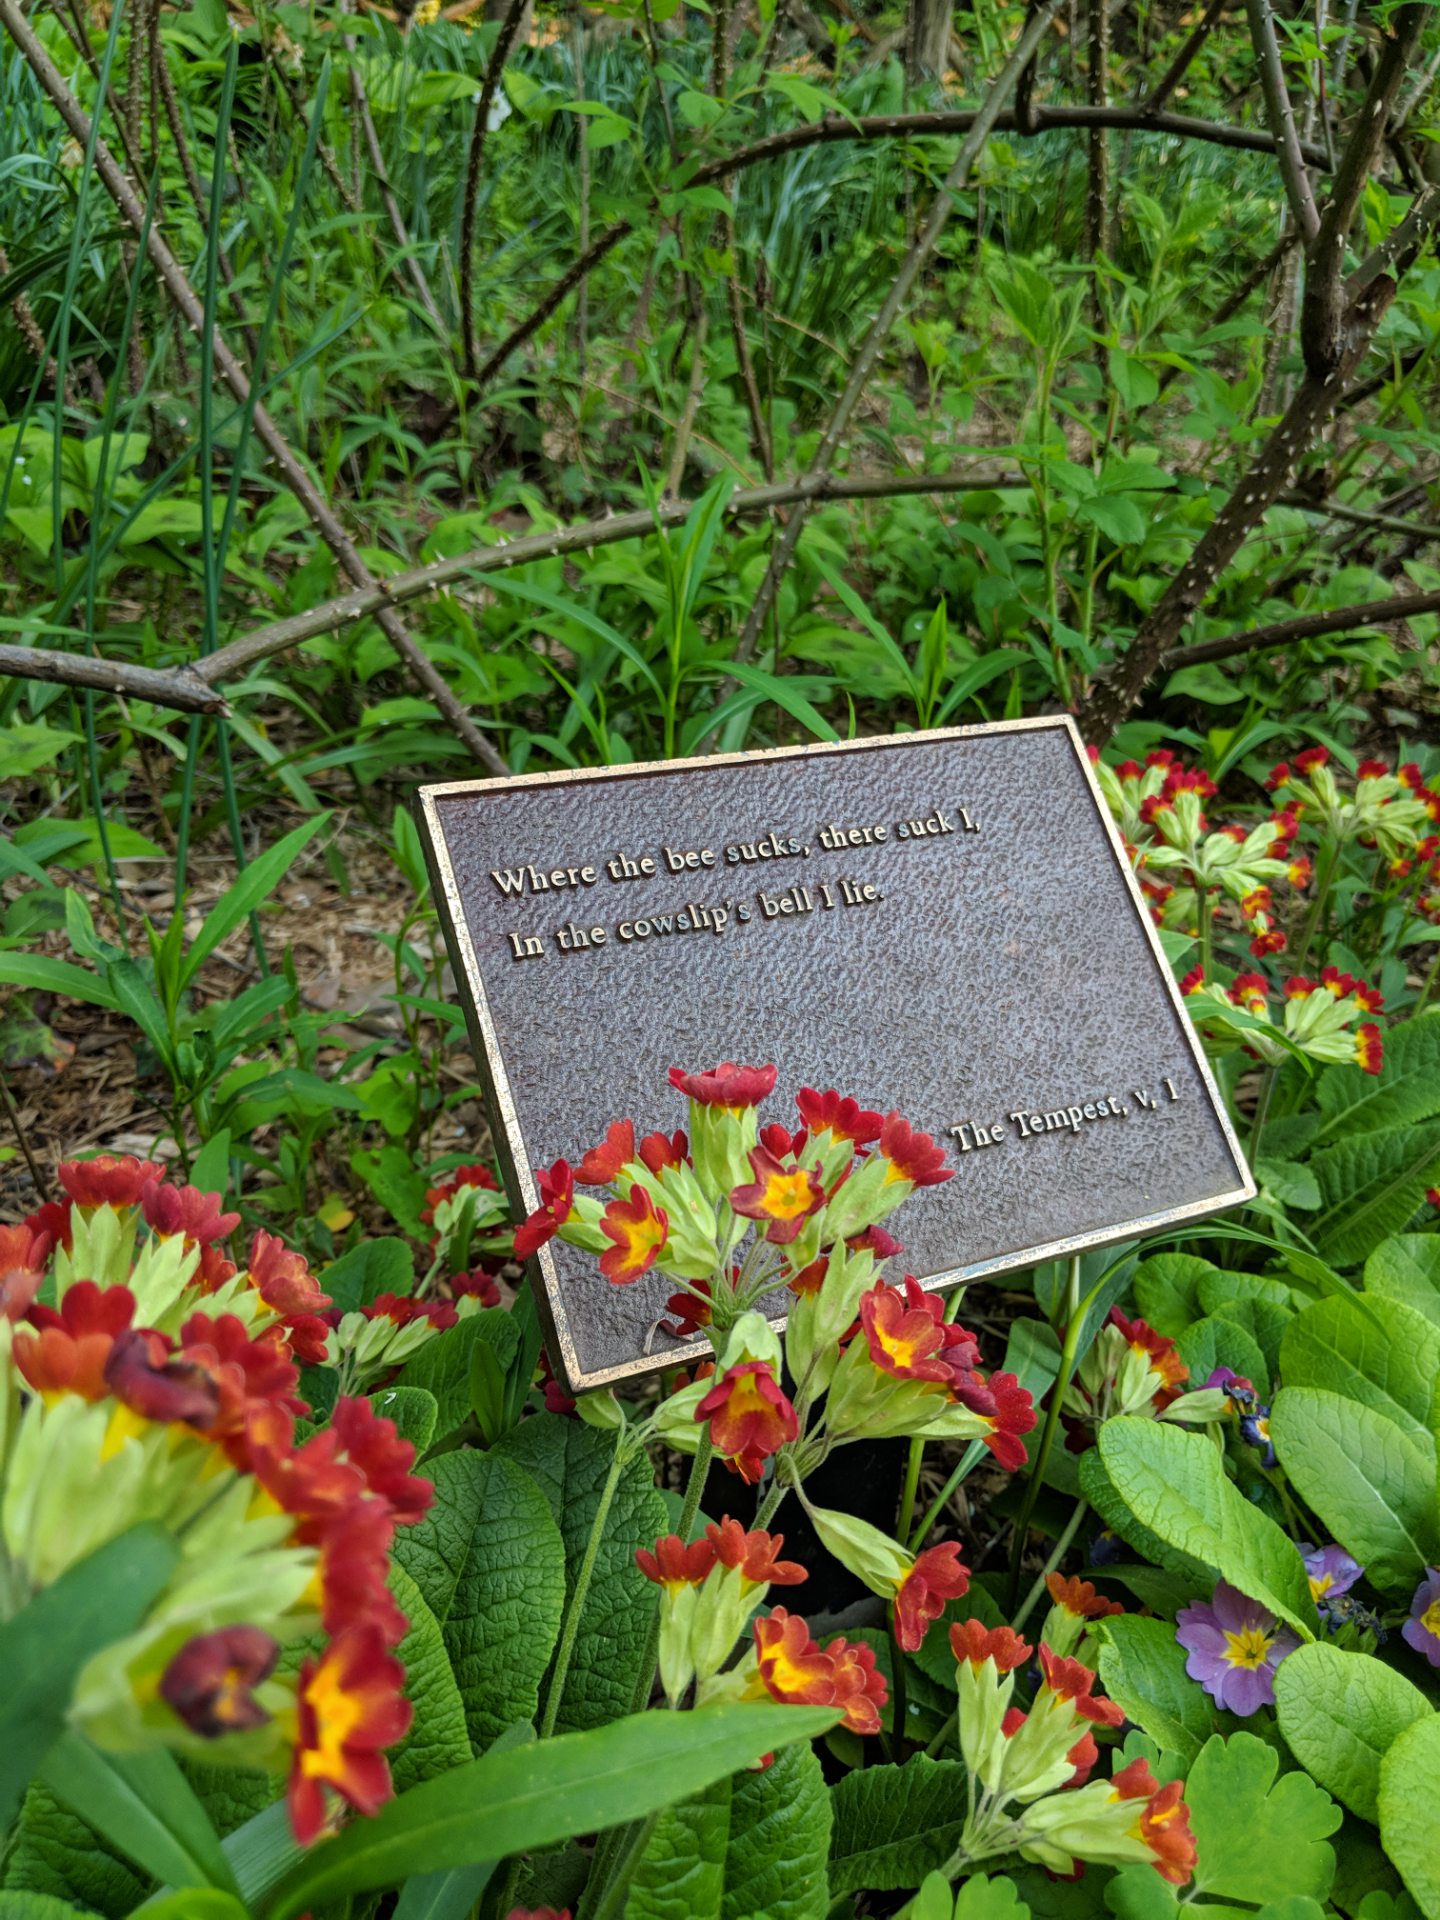 Where the bee sucks, there suck I,
In the cowslip's bell I lie.
The Tempest, v, 1